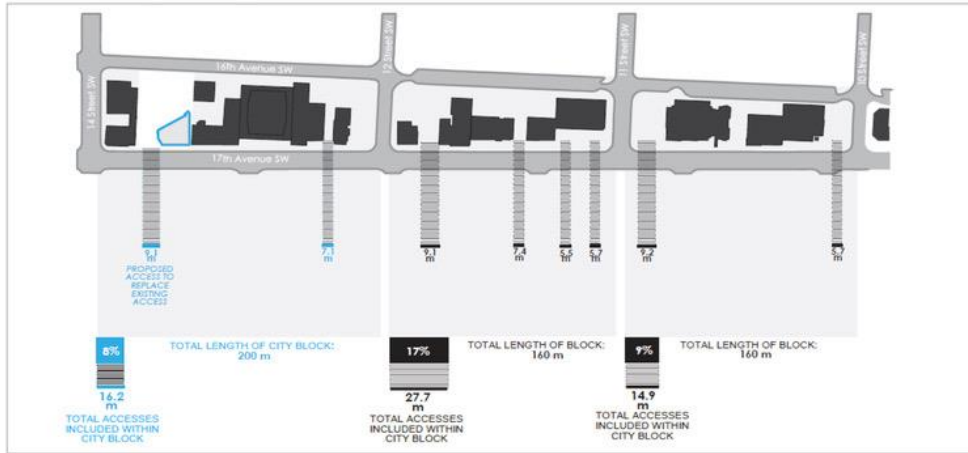 16th Avenue SW
14 Street SW
12 Street SW
11 Street SW
10 Street SW
17th Avenue SW
9.1
m
PROPOSED
ACCESS TO
REPLACE
EXISTING
ACCESS
7.1
m
9.1
m
7.4
m
5.5
m
5.7
m
9.2
m
5.7
m
8%
TOTAL LENGTH OF CITY BLOCK:
200 m
17%
TOTAL LENGTH OF BLOCK:
160 m
9%
TOTAL LENGTH OF BLOCK:
160 m
16.2
m
TOTAL ACCESSES
INCLUDED WITHIN
CITY BLOCK
27.7
m
TOTAL ACCESSES
INCLUDED WITHIN
CITY BLOCK
14.9
m
TOTAL ACCESSES
INCLUDED WITHIN
CITY BLOCK